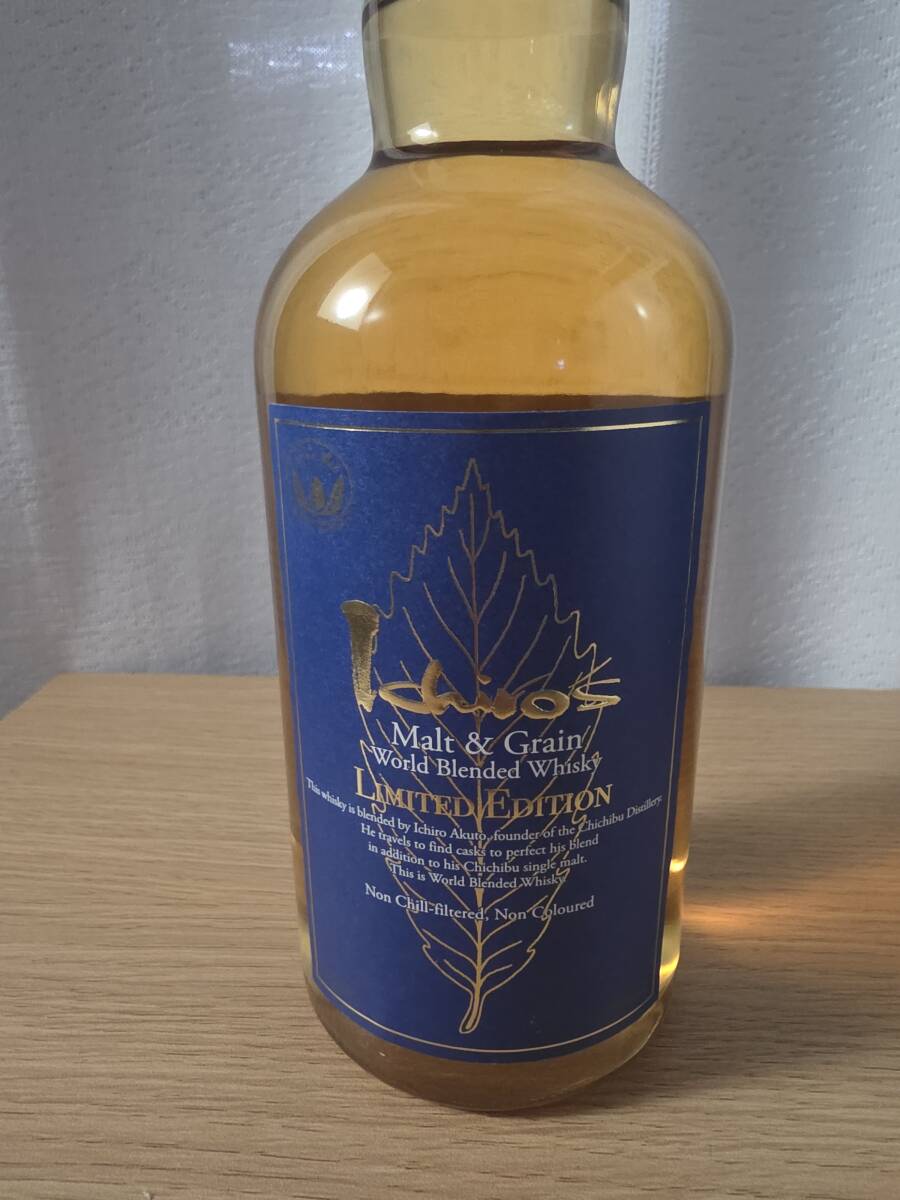 Ichiro's
Malt & Grain
World Blended Whisky
LIMITED EDITION
This whisky is blended by Ichiro Akuto, founder of the Chichibu Distillery.
He travels to find casks to perfect his blend
in addition to his Chichibu single malt.
This is World Blended Whisky.
Non Chill-filtered, Non Coloured